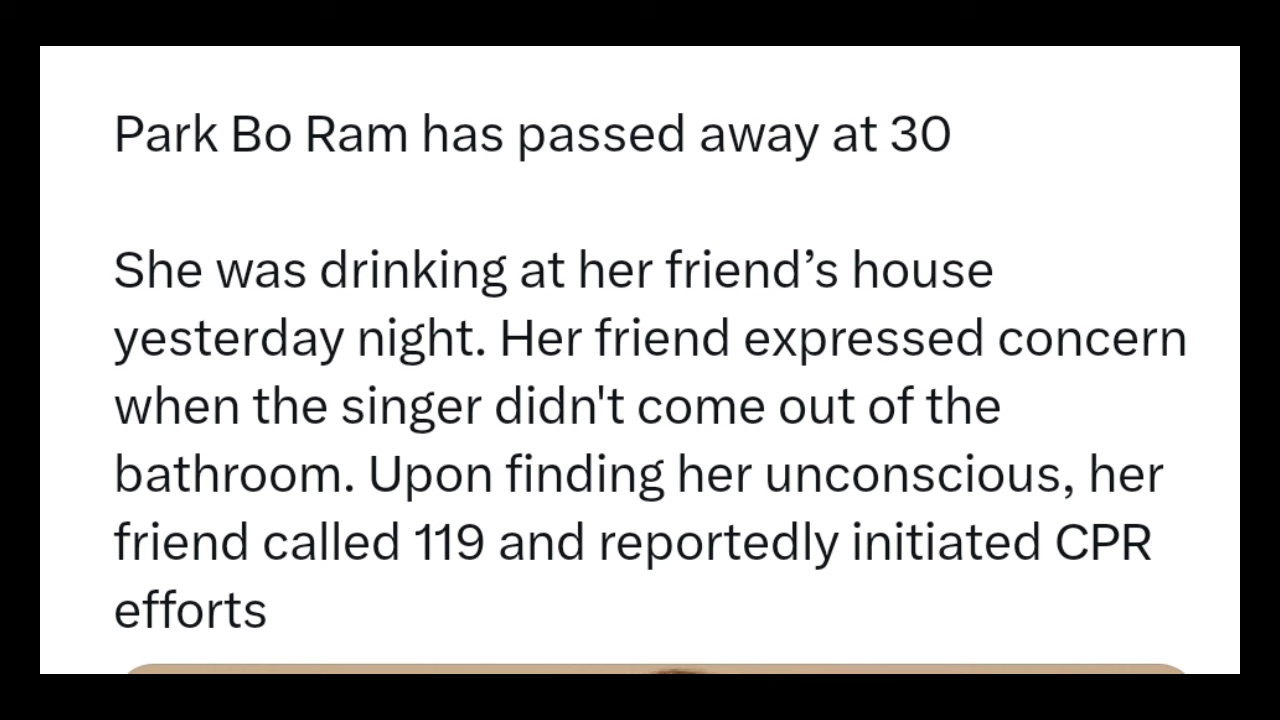 Park Bo Ram has passed away at 30
She was drinking at her friend’s house
yesterday night. Her friend expressed concern
when the singer didn't come out of the
bathroom. Upon finding her unconscious, her
friend called 119 and reportedly initiated CPR
efforts